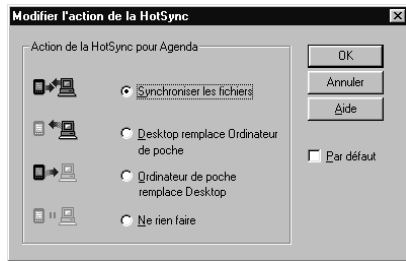 Modifier l'action de la HotSync
Action de la HotSync pour Agenda
Synchroniser les fichiers
Desktop remplace Ordinateur
de poche
Ordinateur de poche
remplace Desktop
Ne rien faire
OK
Annuler
Aide
Par défaut